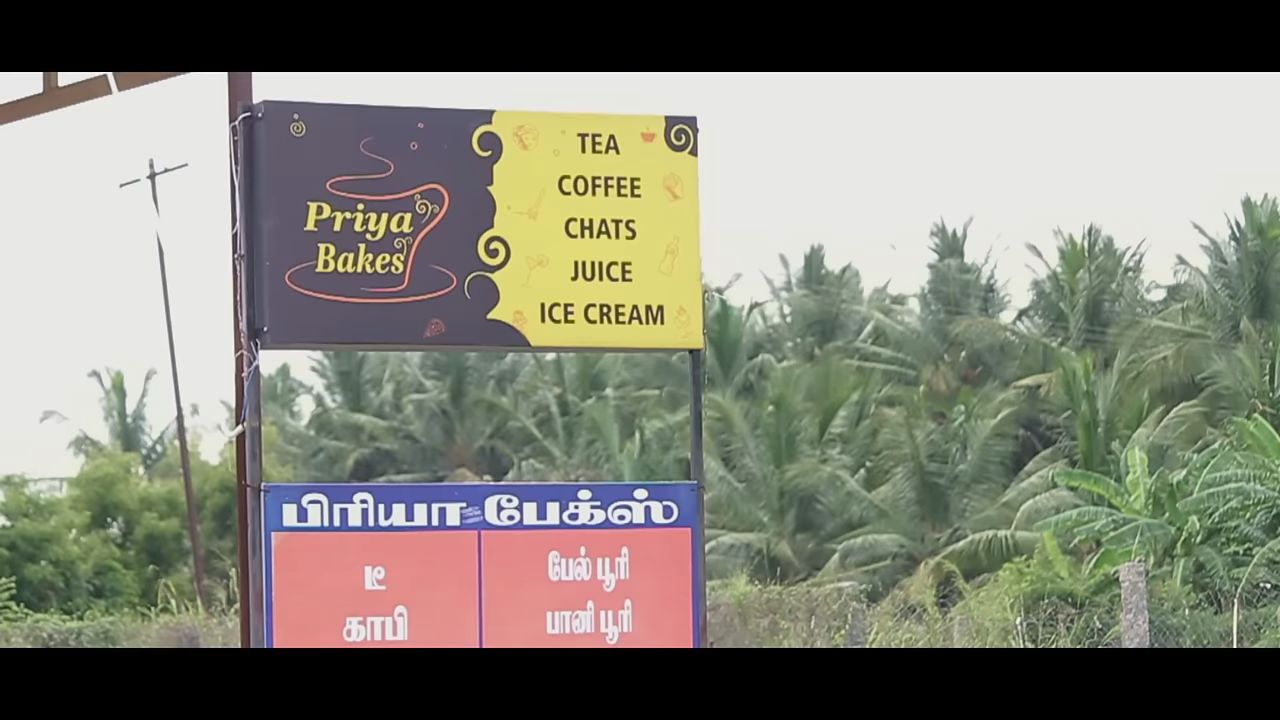 Priya
Bakes
TEA
COFFEE
CHATS
JUICE
ICE CREAM
பிரியா பேக்ஸ்
டீ
காபி
பேல் பூரி
பானி பூரி